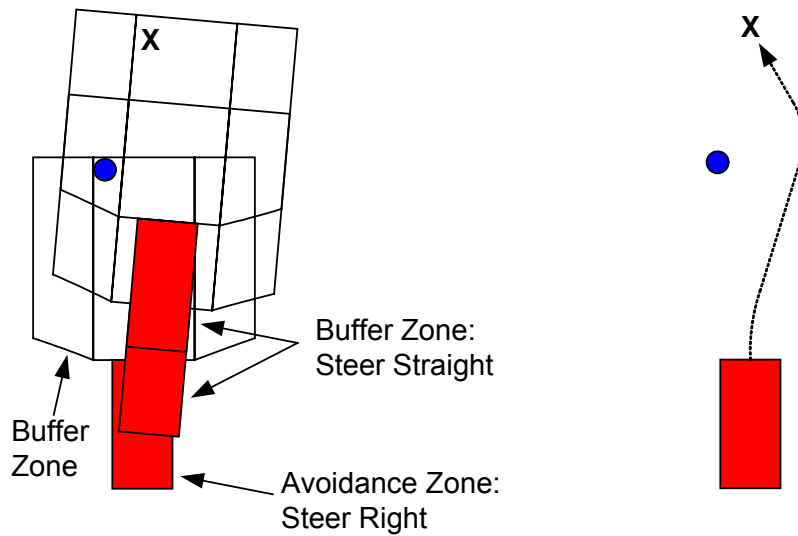 X
X
Buffer Zone:
Steer Straight
Buffer
Zone
Avoidance Zone:
Steer Right